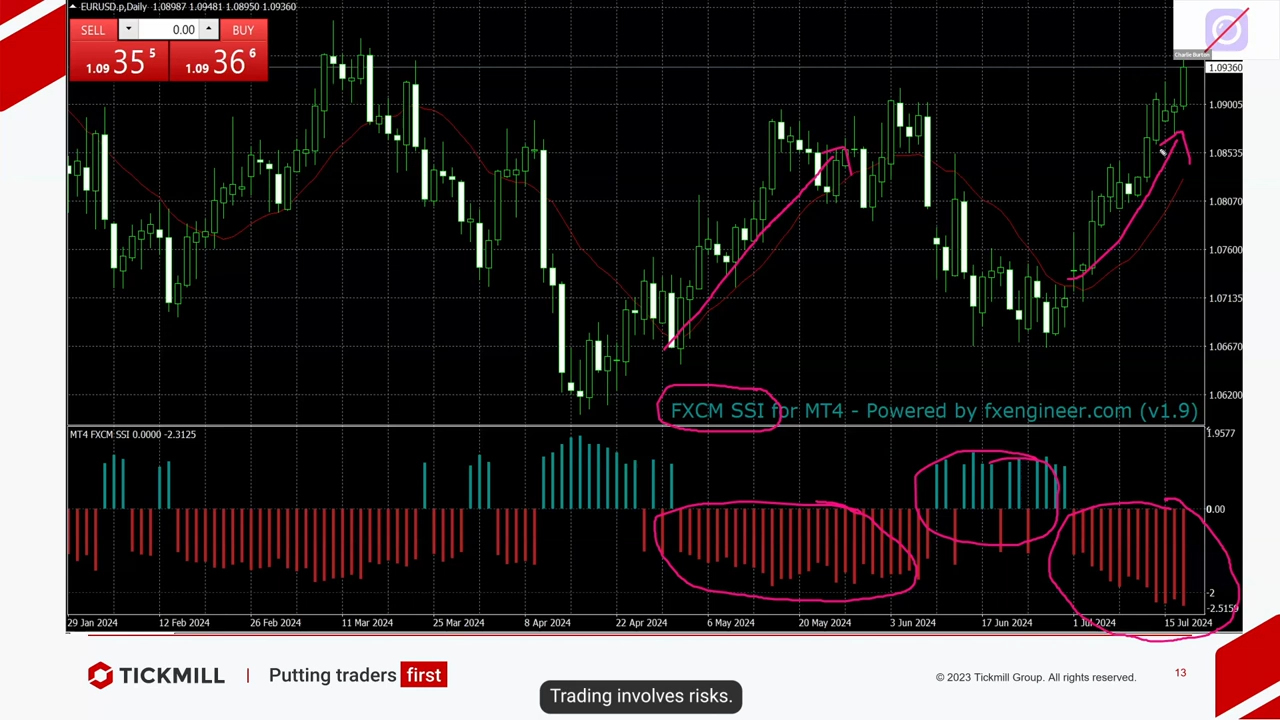 EURUSD.p,Daily 1.08987 1.09481 1.08950 1.09360
SELL 0.00 BUY
1.09 35 5 1.09 36 6
Charlie Burton
1.09360
1.09005
1.08535
1.08070
1.07600
1.07135
1.06670
1.06200
FXCM SSI for MT4 - Powered by fxengineer.com (v1.9)
MT4 FXCM SSI 0.0000 -2.3125
1.9577
0.00
-2
-2.5159
29 Jan 2024 12 Feb 2024 26 Feb 2024 11 Mar 2024 25 Mar 2024 8 Apr 2024 22 Apr 2024 6 May 2024 20 May 2024 3 Jun 2024 17 Jun 2024 1 Jul 2024 15 Jul 2024
TICKMILL | Putting traders first
© 2023 Tickmill Group. All rights reserved.
13
Trading involves risks.